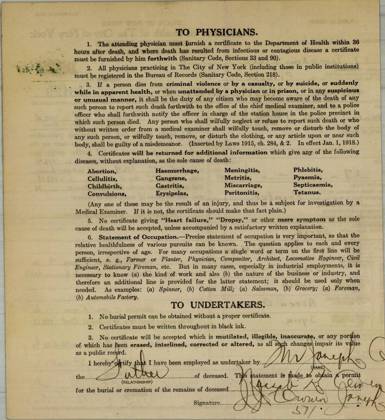 TO PHYSICIANS.
1. The attending physician must furnish a certificate to the Department of Health within 36
hours after death, and where death has resulted from infectious or contagious disease a certificate
must be furnished by him forthwith (Sanitary Code, Sections 33 and 90).
2. All physicians practicing in The City of New York (including those in public institutions)
must be registered in the Bureau of Records (Sanitary Code, Section 218).
3. If a person dies from criminal violence or by a casualty, or by suicide, or suddenly
while in apparent health, or when unattended by a physician or in prison, or in any suspicious
or unusual manner, it shall be the duty of any citizen who may become aware of the death of any
such person to report such death forthwith to the office of the chief medical examiner, and to a police
officer who shall forthwith notify the officer in charge of the station house in the police precinct in
which such person died. Any person who shall wilfully neglect or refuse to report such death or who
without written order from a medical examiner shall wilfully touch, remove or disturb the body of
any such person, or wilfully touch, remove, or disturb the clothing, or any article upon or near such
body, shall be guilty of a misdemeanor. (Inserted by Laws 1915, ch. 284, § 2. In effect Jan. 1, 1918.)
4. Certificates will be returned for additional information which give any of the following
diseases, without explanation, as the sole cause of death:
Abortion, Haemorrhage, Meningitis, Phlebitis,
Cellulitis, Gangrene, Metritis, Pyaemia,
Childbirth, Gastritis, Miscarriage, Septicaemia,
Convulsions, Erysipelas, Peritonitis, Tetanus.
(Any one of these may be the result of an injury, and thus be a subject for investigation by a
Medical Examiner. If it is not, the certificate should make that fact plain.)
5. No certificate giving "Heart failure," "Dropsy," or other mere symptom as the sole
cause of death will be accepted, unless accompanied by a satisfactory written explanation.
6. Statement of Occupation.—Precise statement of occupation is very important, so that the
relative healthfulness of various pursuits can be known. The question applies to each and every
person, irrespective of age. For many occupations a single word or term on the first line will be
sufficient, e. g., Farmer or Planter, Physician, Compositor, Architect, Locomotive Engineer, Civil
Engineer, Stationary Fireman, etc. But in many cases, especially in industrial employments, it is
necessary to know (a) the kind of work and also (b) the nature of the business or industry, and
therefore an additional line is provided for the latter statement; it should be used only when
needed. As examples: (a) Spinner, (b) Cotton Mill; (a) Salesman, (b) Grocery; (a) Foreman,
(b) Automobile Factory.
TO UNDERTAKERS.
1. No burial permit can be obtained without a proper certificate.
2. Certificates must be written throughout in black ink.
3. No certificate will be accepted which is mutilated, illegible, inaccurate, or any portion
of which has been erased, interlined, corrected or altered, as all such changes impair its value
as a public record.
I hereby certify that I have been employed as undertaker by Mr Joseph
the Father of deceased. This statement is made to obtain a permit
(RELATIONSHIP)
for the burial or cremation of the remains of deceased
Signature